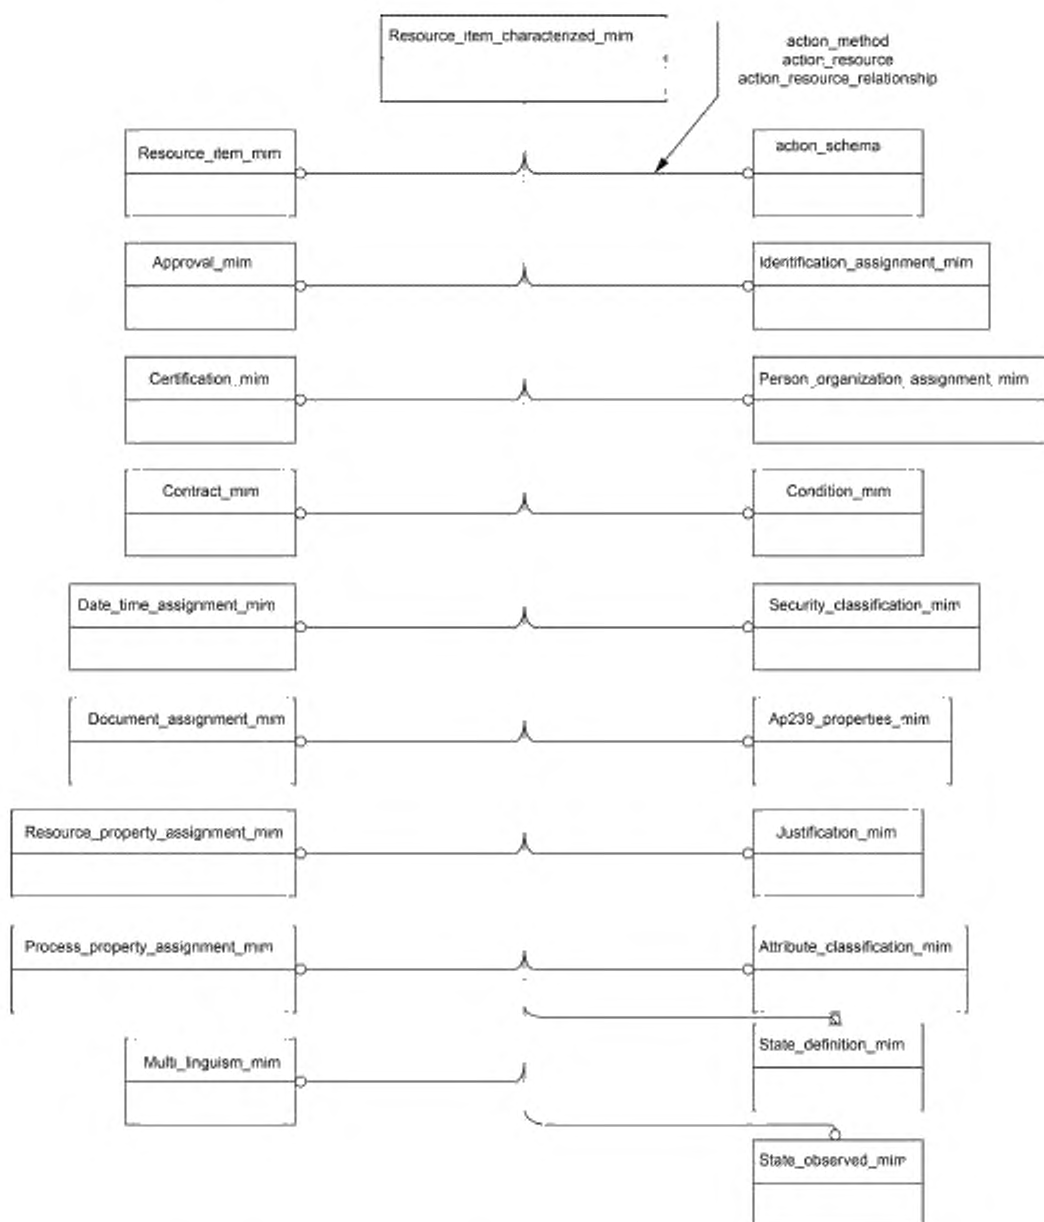 Resource_item_characterized_mim
action_method
action_resource
action_resource_relationship
Resource_item_mim
action_schema
Approval_mim
Identification_assignment_mim
Certification_mim
Person_organization_assignment_mim
Contract_mim
Condition_mim
Date_time_assignment_mim
Security_classification_mim
Document_assignment_mim
Ap239_properties_mim
Resource_property_assignment_mim
Justification_mim
Process_property_assignment_mim
Attribute_classification_mim
State_definition_mim
Multi_linguism_mim
State_observed_mim